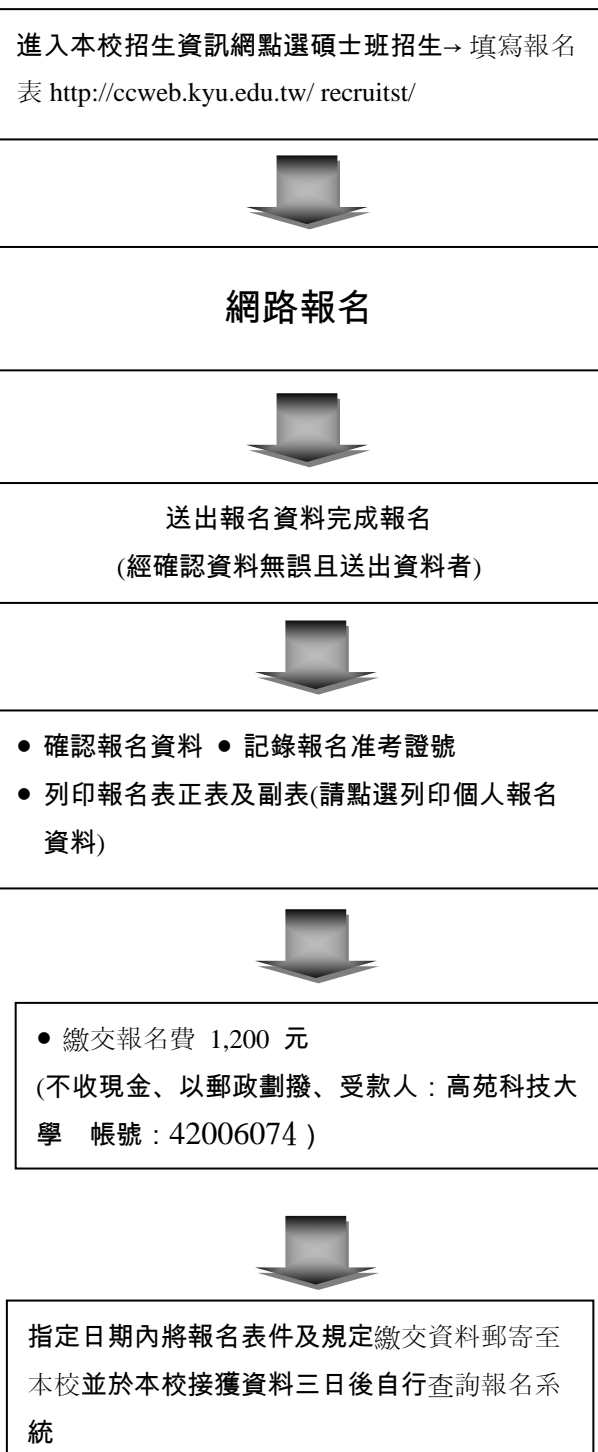 進入本校招生資訊網點選碩士班招生→ 填寫報名
表 http://ccweb.kyu.edu.tw/ recruitst/
網路報名
送出報名資料完成報名
(經確認資料無誤且送出資料者)
● 確認報名資料 ● 記錄報名准考證號
● 列印報名表正表及副表(請點選列印個人報名
資料)
● 繳交報名費 1,200 元
(不收現金、以郵政劃撥、受款人：高苑科技大
學　帳號：42006074 )
指定日期內將報名表件及規定繳交資料郵寄至
本校並於本校接獲資料三日後自行查詢報名系
統